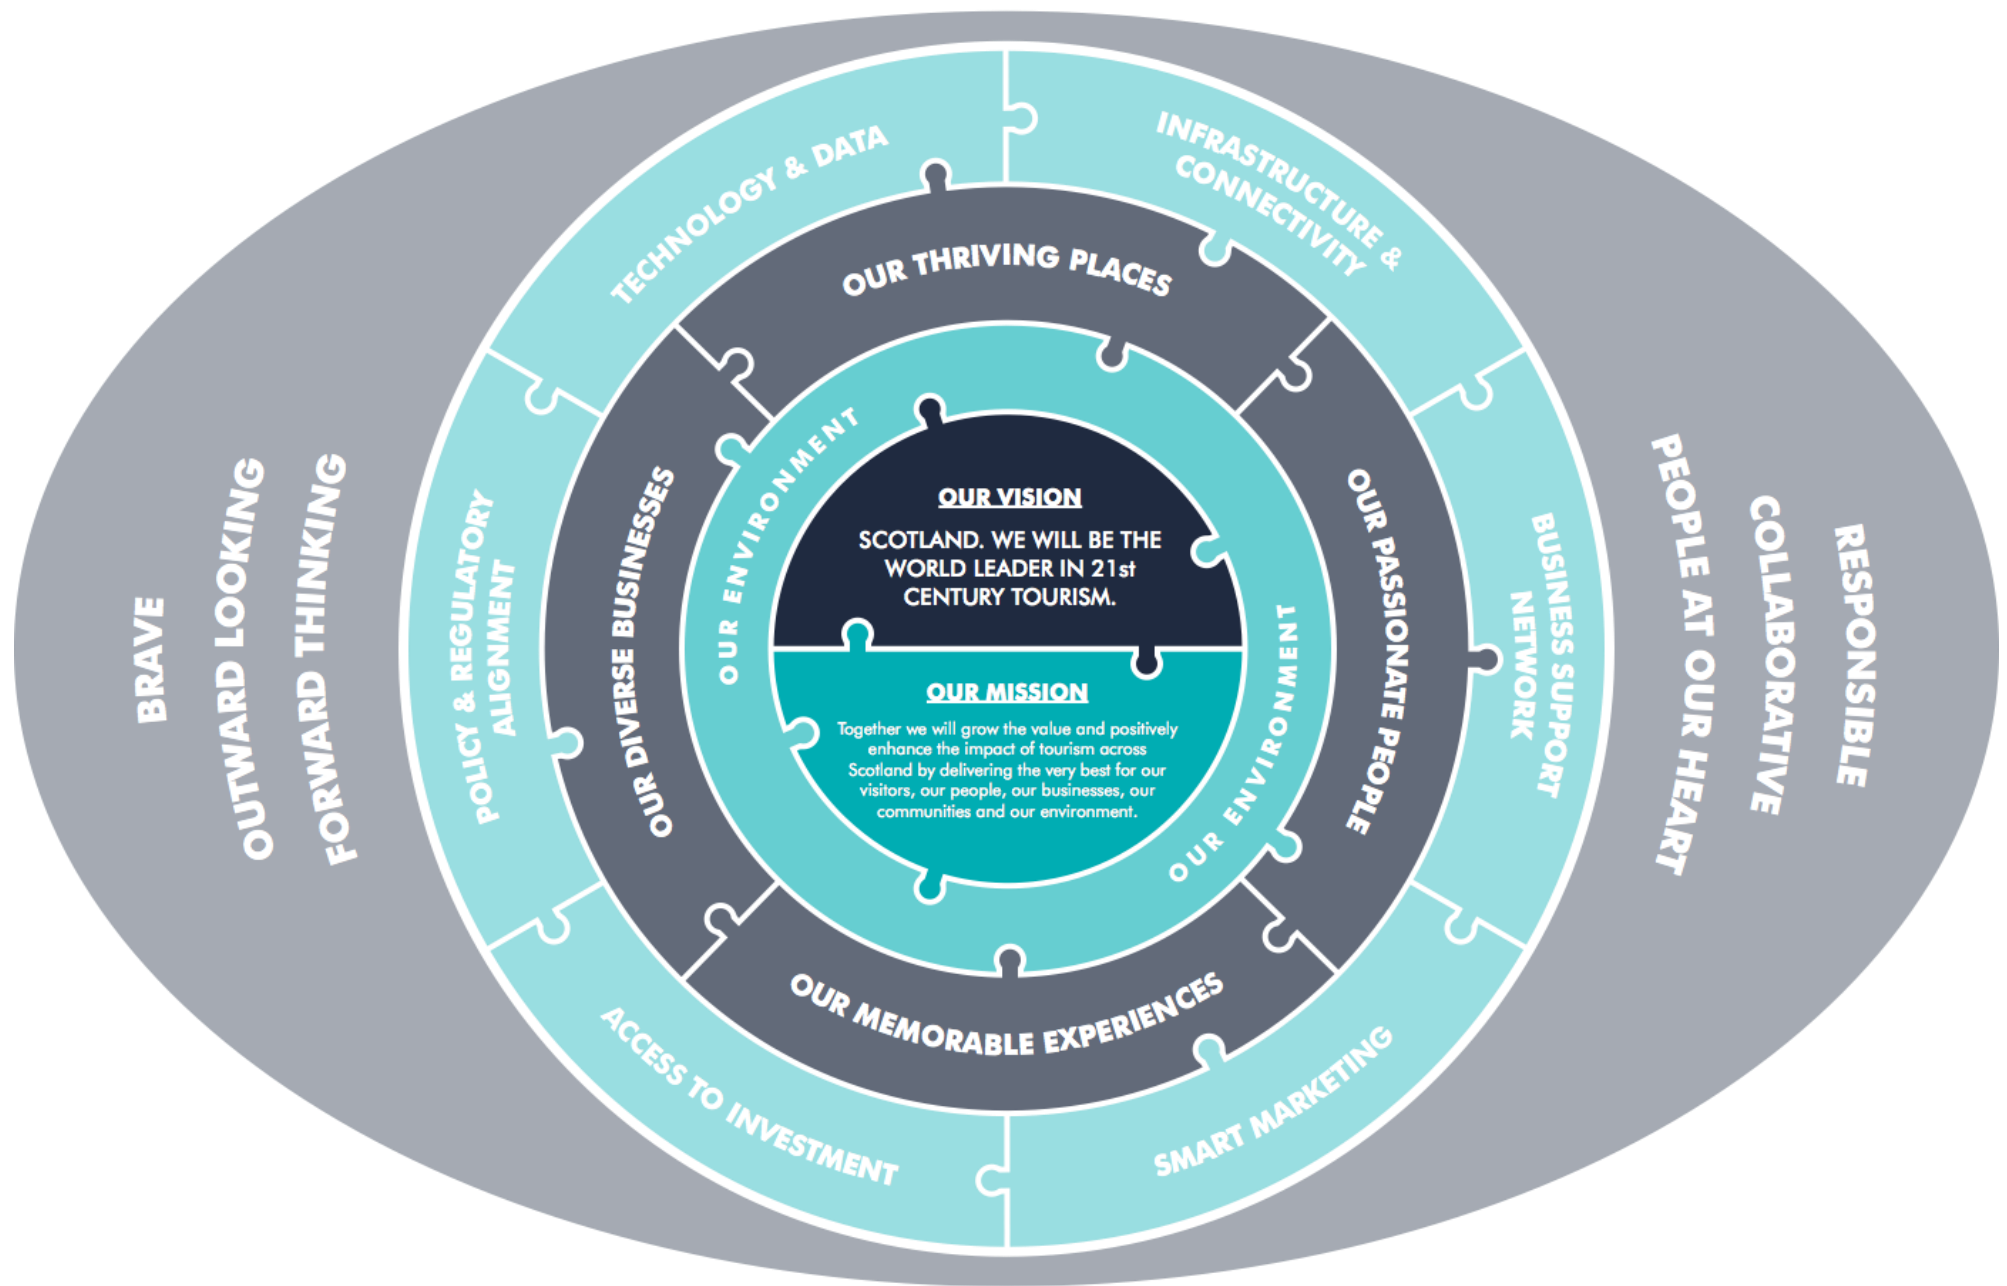 TECHNOLOGY & DATA
INFRASTRUCTURE &
CONNECTIVITY
OUR THRIVING PLACES
BRAVE
OUTWARD LOOKING
FORWARD THINKING
POLICY & REGULATORY
ALIGNMENT
OUR DIVERSE BUSINESSES
OUR ENVIRONMENT
OUR VISION
SCOTLAND. WE WILL BE THE
WORLD LEADER IN 21st
CENTURY TOURISM.
OUR MISSION
Together we will grow the value and positively
enhance the impact of tourism across
Scotland by delivering the very best for our
visitors, our people, our businesses, our
communities and our environment.
OUR ENVIRONMENT
OUR PASSIONATE PEOPLE
BUSINESS SUPPORT
NETWORK
PEOPLE AT OUR HEART
COLLABORATIVE
RESPONSIBLE
OUR MEMORABLE EXPERIENCES
ACCESS TO INVESTMENT
SMART MARKETING